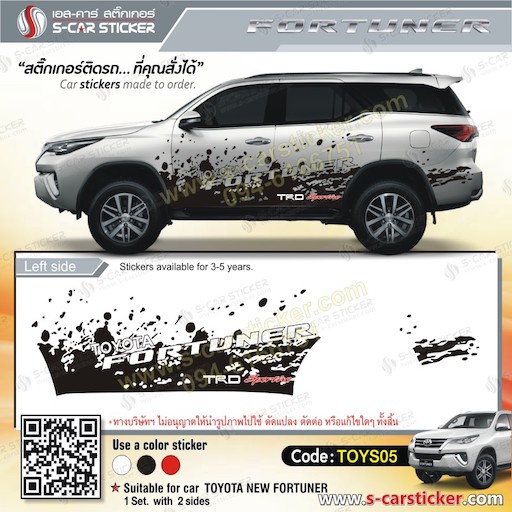 เอส-คาร์ สติ๊กเกอร์
S-CAR STICKER
FORTUNER
“สติ๊กเกอร์ติดรถ... ที่คุณสั่งได้”
Car stickers made to order.
www.s-carsticker.com
FORTUNER
TRD Sportivo
Left side
Stickers available for 3-5 years.
TOYOTA
FORTUNER
TRD Sportivo
www.s-carsticker.com
*ทางบริษัทฯ ไม่อนุญาตให้นำรูปภาพไปใช้ ดัดแปลง ตัดต่อ หรือแก้ไขใดๆ ทั้งสิ้น
Use a color sticker
Code: TOYS05
★ Suitable for car TOYOTA NEW FORTUNER
1 Set. with 2 sides
www.s-carsticker.com